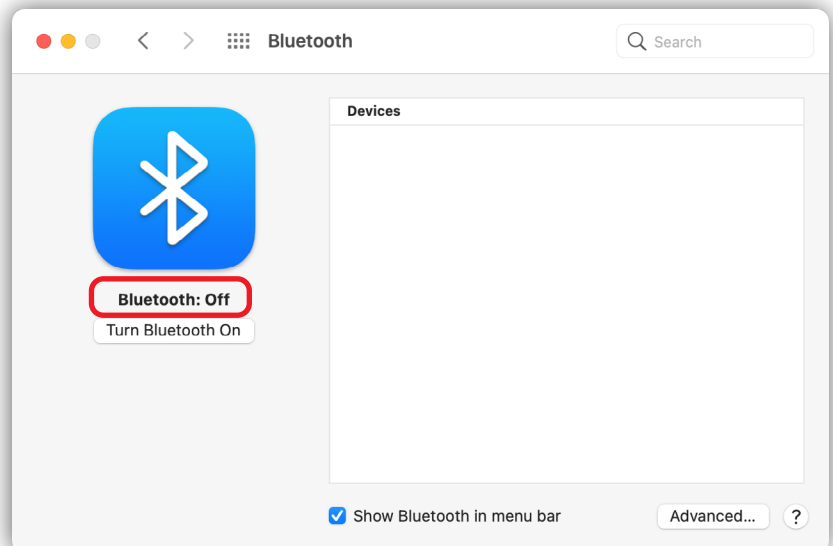 Bluetooth
Search
Devices
Bluetooth: Off
Turn Bluetooth On
Show Bluetooth in menu bar
Advanced...
?